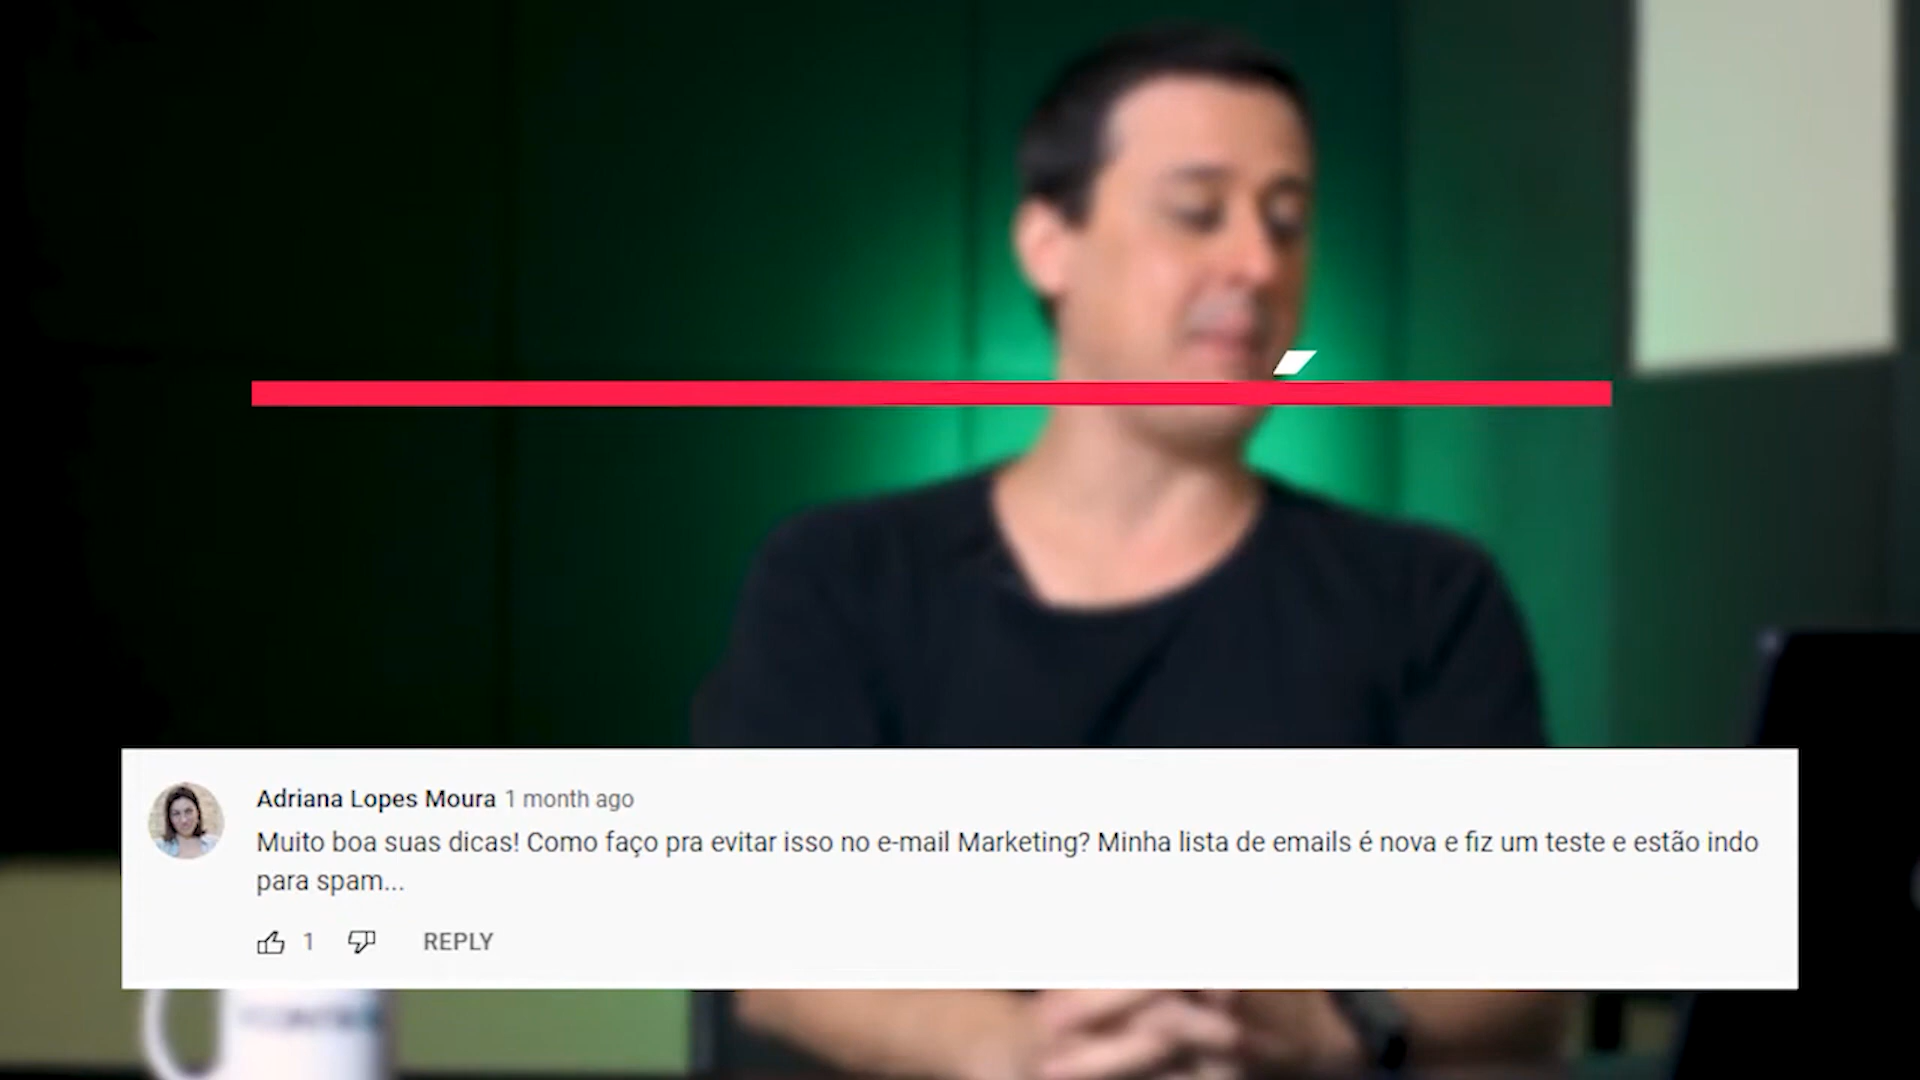 Adriana Lopes Moura 1 month ago
Muito boa suas dicas! Como faço pra evitar isso no e-mail Marketing? Minha lista de emails é nova e fiz um teste e estão indo
para spam...
1 REPLY